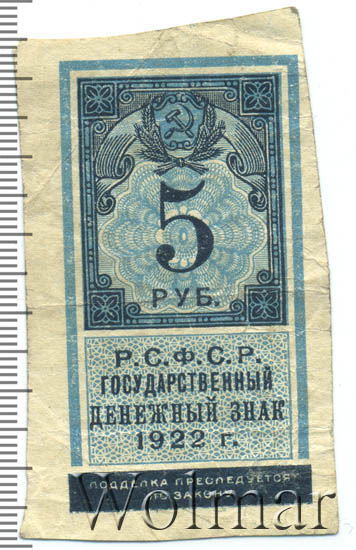 5
РУБ.
Р.С.Ф.С.Р.
ГОСУДАРСТВЕННЫЙ
ДЕНЕЖНЫЙ ЗНАК
1922 г.
ПОДДЕЛКА ПРЕСЛЕДУЕТСЯ
ПО ЗАКОНУ
Wolmar